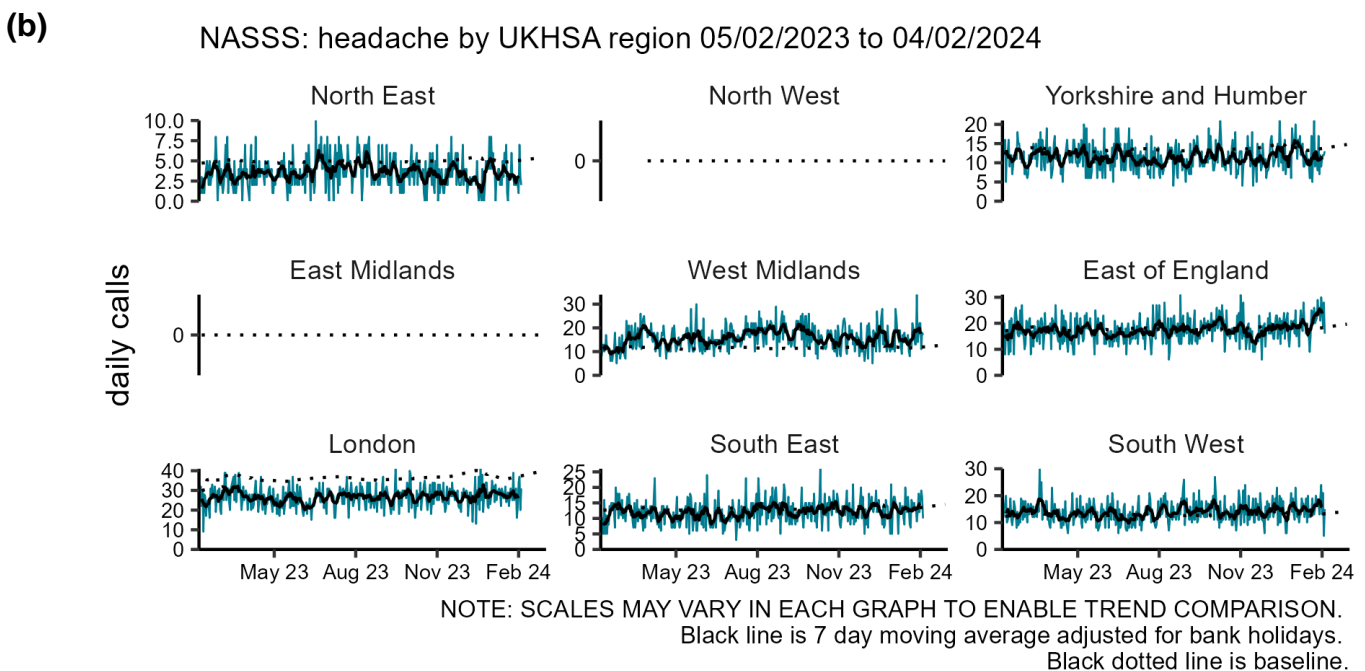 (b)
NASSS: headache by UKHSA region 05/02/2023 to 04/02/2024
North East
North West
Yorkshire and Humber
10.0
7.5
5.0
2.5
0.0
0
20
15
10
5
0
East Midlands
West Midlands
East of England
0
30
20
10
0
30
20
10
0
daily calls
London
South East
South West
40
30
20
10
0
25
20
15
10
5
0
30
20
10
0
May 23 Aug 23 Nov 23 Feb 24
May 23 Aug 23 Nov 23 Feb 24
May 23 Aug 23 Nov 23 Feb 24
NOTE: SCALES MAY VARY IN EACH GRAPH TO ENABLE TREND COMPARISON.
Black line is 7 day moving average adjusted for bank holidays.
Black dotted line is baseline.